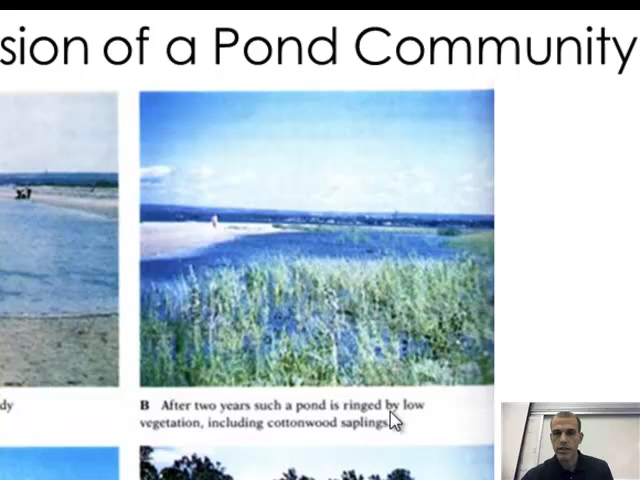 sion of a Pond Community
dy
B After two years such a pond is ringed by low
vegetation, including cottonwood saplings.